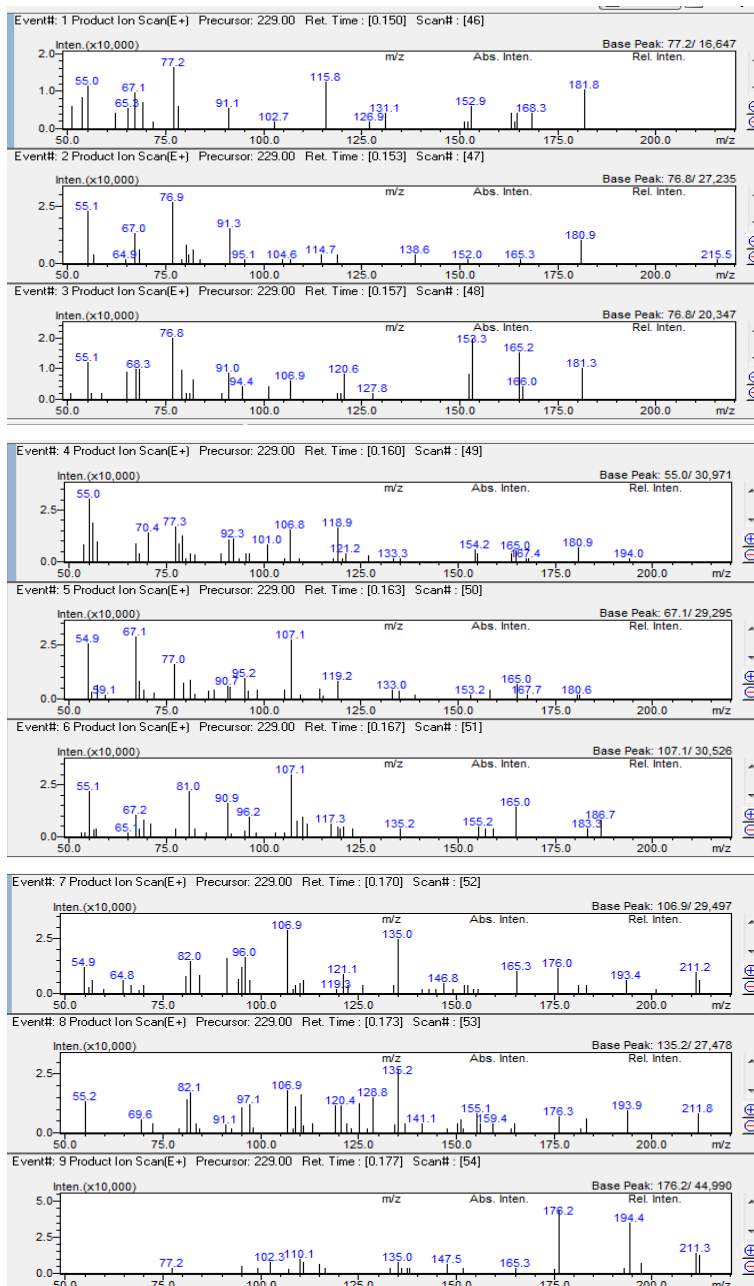 Event#: 1 Product Ion Scan(E+) Precursor: 229.00 Ret. Time : [0.150] Scan# : [46]
Inten.(x10,000) m/z Abs. Inten. Rel. Inten. Base Peak: 77.2/ 16,647
2.0
1.0
0.0
55.0 65.3 67.1 77.2 91.1 102.7 115.8 126.9 131.1 152.9 168.3 181.8
50.0 75.0 100.0 125.0 150.0 175.0 200.0 m/z
Event#: 2 Product Ion Scan(E+) Precursor: 229.00 Ret. Time : [0.153] Scan# : [47]
Inten.(x10,000) m/z Abs. Inten. Rel. Inten. Base Peak: 76.8/ 27,235
2.5
0.0
55.1 64.9 67.0 76.9 91.3 95.1 104.6 114.7 138.6 152.0 165.3 180.9 215.5
50.0 75.0 100.0 125.0 150.0 175.0 200.0 m/z
Event#: 3 Product Ion Scan(E+) Precursor: 229.00 Ret. Time : [0.157] Scan# : [48]
Inten.(x10,000) m/z Abs. Inten. Rel. Inten. Base Peak: 76.8/ 20,347
2.0
1.0
0.0
55.1 68.3 76.8 91.0 94.4 106.9 120.6 127.8 153.3 165.2 166.0 181.3
50.0 75.0 100.0 125.0 150.0 175.0 200.0 m/z
Event#: 4 Product Ion Scan(E+) Precursor: 229.00 Ret. Time : [0.160] Scan# : [49]
Inten.(x10,000) m/z Abs. Inten. Rel. Inten. Base Peak: 55.0/ 30,971
2.5
0.0
55.0 70.4 77.3 92.3 101.0 106.8 118.9 121.2 133.3 154.2 165.0 167.4 180.9 194.0
50.0 75.0 100.0 125.0 150.0 175.0 200.0 m/z
Event#: 5 Product Ion Scan(E+) Precursor: 229.00 Ret. Time : [0.163] Scan# : [50]
Inten.(x10,000) m/z Abs. Inten. Rel. Inten. Base Peak: 67.1/ 29,295
2.5
0.0
54.9 59.1 67.1 77.0 90.7 95.2 107.1 119.2 133.0 153.2 165.0 167.7 180.6
50.0 75.0 100.0 125.0 150.0 175.0 200.0 m/z
Event#: 6 Product Ion Scan(E+) Precursor: 229.00 Ret. Time : [0.167] Scan# : [51]
Inten.(x10,000) m/z Abs. Inten. Rel. Inten. Base Peak: 107.1/ 30,526
2.5
0.0
55.1 65.1 67.2 81.0 90.9 96.2 107.1 117.3 135.2 155.2 165.0 183.3 186.7
50.0 75.0 100.0 125.0 150.0 175.0 200.0 m/z
Event#: 7 Product Ion Scan(E+) Precursor: 229.00 Ret. Time : [0.170] Scan# : [52]
Inten.(x10,000) m/z Abs. Inten. Rel. Inten. Base Peak: 106.9/ 29,497
2.5
0.0
54.9 64.8 82.0 96.0 106.9 119.3 121.1 135.0 146.8 165.3 176.0 193.4 211.2
50.0 75.0 100.0 125.0 150.0 175.0 200.0 m/z
Event#: 8 Product Ion Scan(E+) Precursor: 229.00 Ret. Time : [0.173] Scan# : [53]
Inten.(x10,000) m/z Abs. Inten. Rel. Inten. Base Peak: 135.2/ 27,478
2.5
0.0
55.2 69.6 82.1 91.1 97.1 106.9 120.4 128.8 135.2 141.1 155.1 159.4 176.3 193.9 211.8
50.0 75.0 100.0 125.0 150.0 175.0 200.0 m/z
Event#: 9 Product Ion Scan(E+) Precursor: 229.00 Ret. Time : [0.177] Scan# : [54]
Inten.(x10,000) m/z Abs. Inten. Rel. Inten. Base Peak: 176.2/ 44,990
5.0
2.5
0.0
77.2 102.3 110.1 135.0 147.5 165.3 176.2 194.4 211.3
50.0 75.0 100.0 125.0 150.0 175.0 200.0 m/z